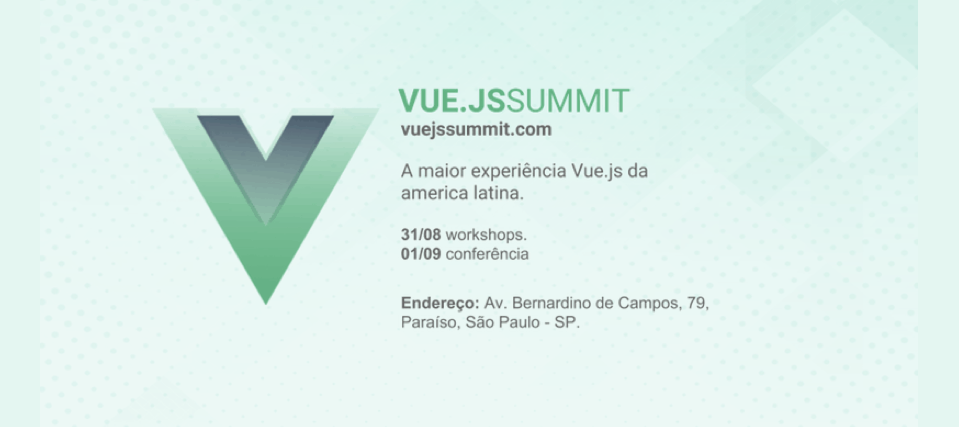 VUE.JSSUMMIT
vuejssummit.com
A maior experiência Vue.js da
america latina.
31/08 workshops.
01/09 conferência
Endereço: Av. Bernardino de Campos, 79,
Paraíso, São Paulo - SP.